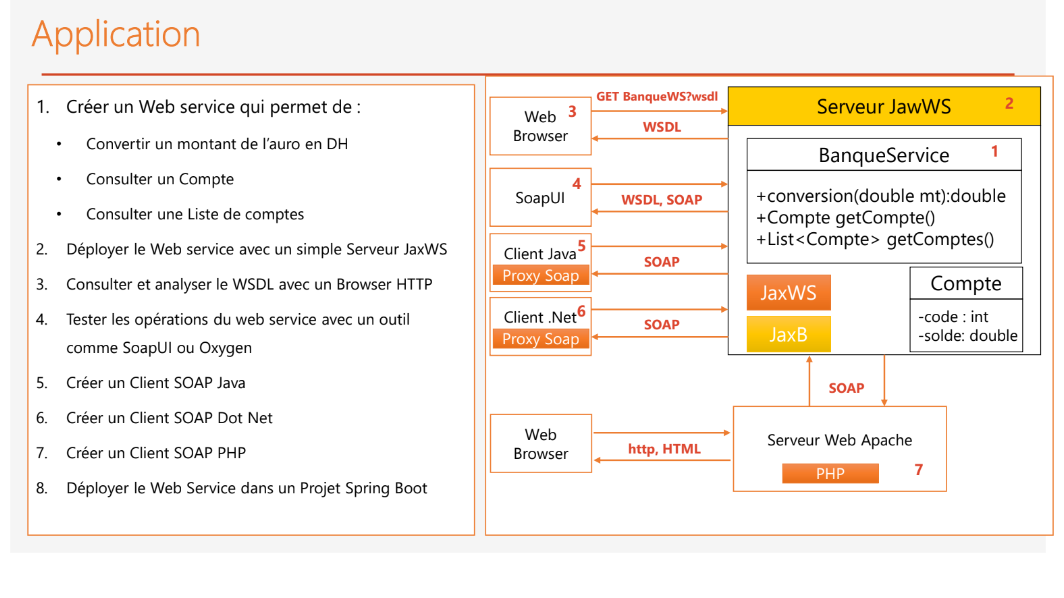 Application
1. Créer un Web service qui permet de :
• Convertir un montant de l'auro en DH
• Consulter un Compte
• Consulter une Liste de comptes
2. Déployer le Web service avec un simple Serveur JaxWS
3. Consulter et analyser le WSDL avec un Browser HTTP
4. Tester les opérations du web service avec un outil
comme SoapUI ou Oxygen
5. Créer un Client SOAP Java
6. Créer un Client SOAP Dot Net
7. Créer un Client SOAP PHP
8. Déployer le Web Service dans un Projet Spring Boot
Web 3
Browser
GET BanqueWS?wsdl
WSDL
SoapUI 4
WSDL, SOAP
Client Java 5
Proxy Soap
SOAP
Client .Net 6
Proxy Soap
SOAP
Serveur JawWS 2
BanqueService 1
+conversion(double mt):double
+Compte getCompte()
+List<Compte> getComptes()
JaxWS
JaxB
Compte
-code : int
-solde: double
SOAP
Web
Browser
http, HTML
Serveur Web Apache
PHP 7